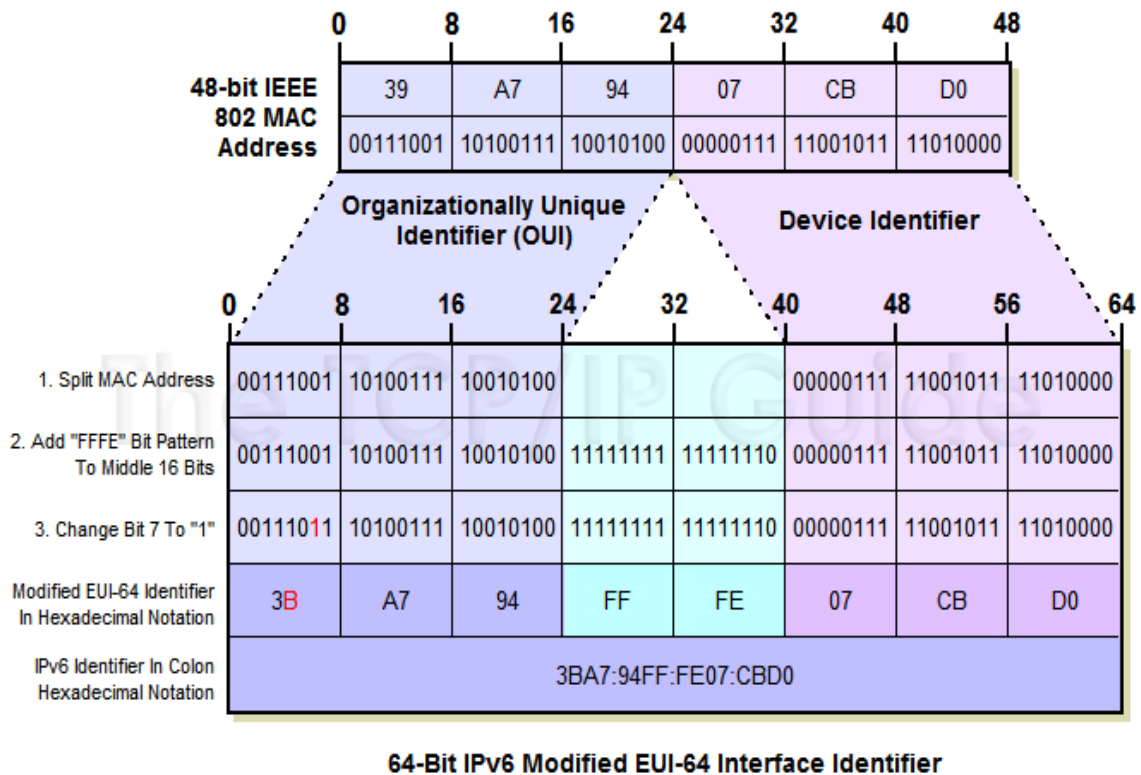 0 8 16 24 32 40 48
48-bit IEEE
802 MAC
Address
39 A7 94 07 CB D0
00111001 10100111 10010100 00000111 11001011 11010000
Organizationally Unique
Identifier (OUI)
Device Identifier
0 8 16 24 32 40 48 56 64
The TCP/IP Guide
1. Split MAC Address
00111001 10100111 10010100 00000111 11001011 11010000
2. Add "FFFE" Bit Pattern
To Middle 16 Bits
00111001 10100111 10010100 11111111 11111110 00000111 11001011 11010000
3. Change Bit 7 To "1"
00111011 10100111 10010100 11111111 11111110 00000111 11001011 11010000
Modified EUI-64 Identifier
In Hexadecimal Notation
3B A7 94 FF FE 07 CB D0
IPv6 Identifier In Colon
Hexadecimal Notation
3BA7:94FF:FE07:CBD0
64-Bit IPv6 Modified EUI-64 Interface Identifier